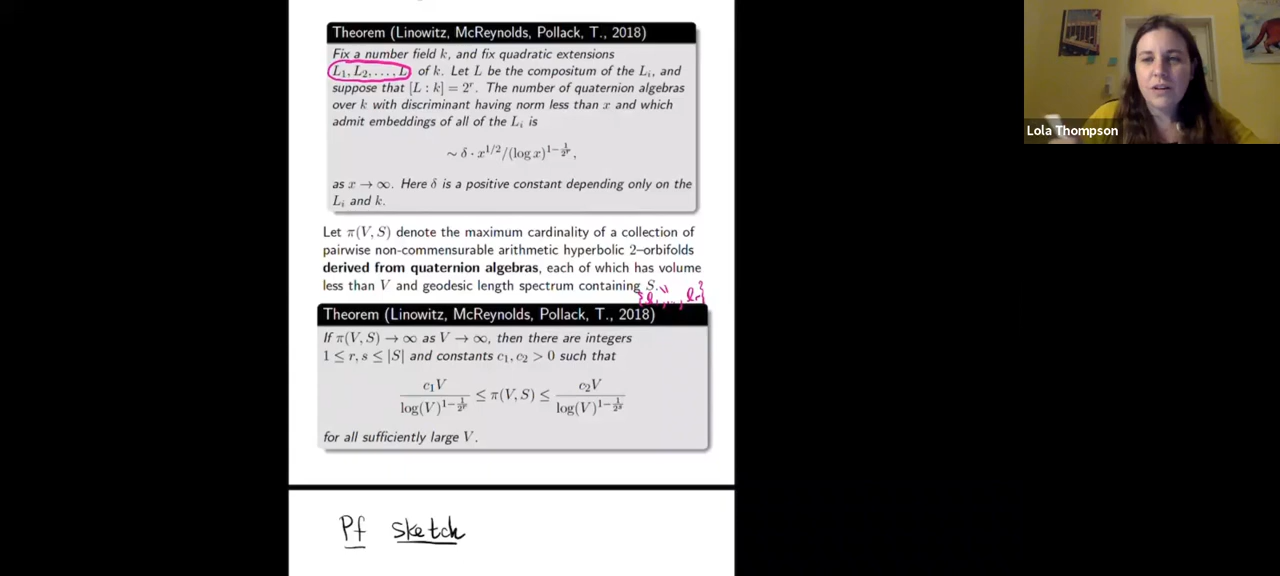 Theorem (Linowitz, McReynolds, Pollack, T., 2018)
Fix a number field k, and fix quadratic extensions
L₁, L₂, . . . , L of k. Let L be the compositum of the Lᵢ, and
suppose that [L : k] = 2ʳ. The number of quaternion algebras
over k with discriminant having norm less than x and which
admit embeddings of all of the Lᵢ is
∼ δ · x^{1/2}/(log x)^{1−\frac{1}{2^r}},
as x → ∞. Here δ is a positive constant depending only on the
Lᵢ and k.
Let π(V, S) denote the maximum cardinality of a collection of
pairwise non-commensurable arithmetic hyperbolic 2−orbifolds
derived from quaternion algebras, each of which has volume
less than V and geodesic length spectrum containing S.
Theorem (Linowitz, McReynolds, Pollack, T., 2018)
If π(V, S) → ∞ as V → ∞, then there are integers
1 ≤ r, s ≤ |S| and constants c₁, c₂ > 0 such that
\frac{c₁V}{log(V)^{1−\frac{1}{2^r}}} ≤ π(V, S) ≤ \frac{c₂V}{log(V)^{1−\frac{1}{2^s}}}
for all sufficiently large V.
Pf sketch
Lola Thompson